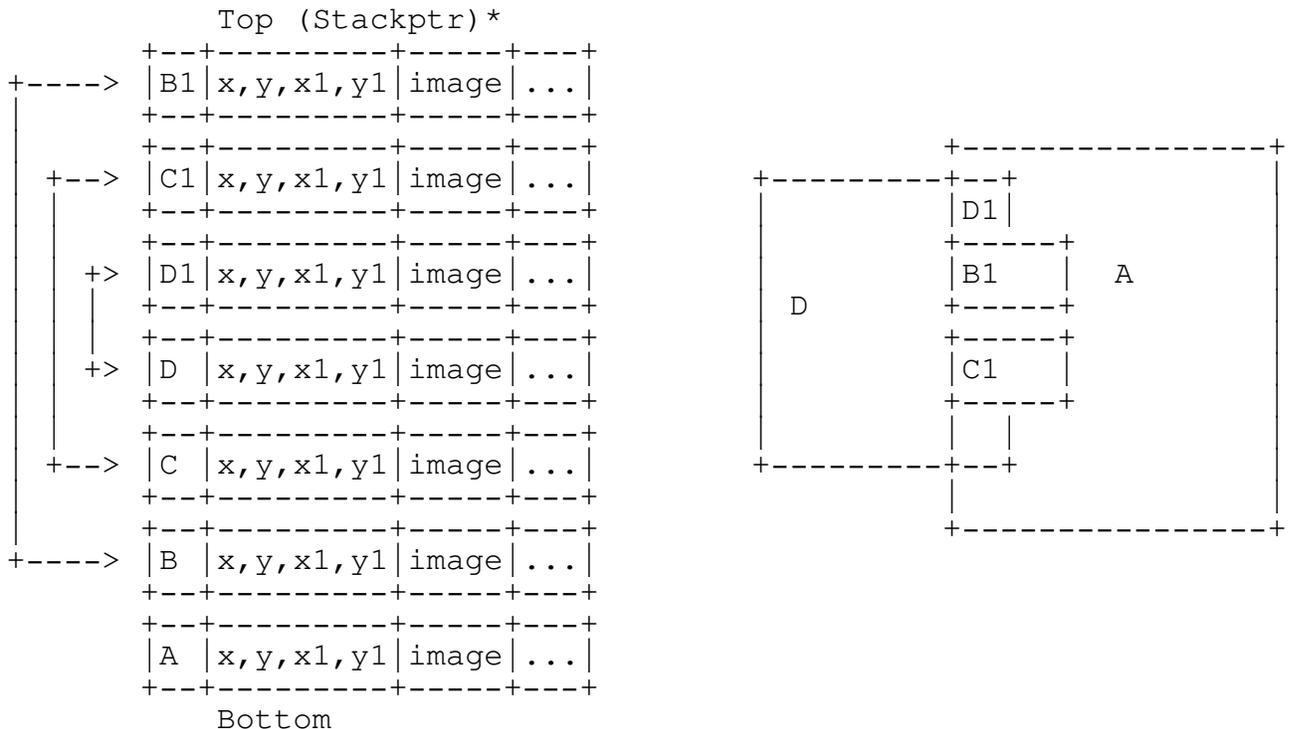 Top (Stackptr)*
B1 x,y,x1,y1 image ...
C1 x,y,x1,y1 image ...
D1 x,y,x1,y1 image ...
D x,y,x1,y1 image ...
C x,y,x1,y1 image ...
B x,y,x1,y1 image ...
A x,y,x1,y1 image ...
Bottom
D1
B1 A
D
C1